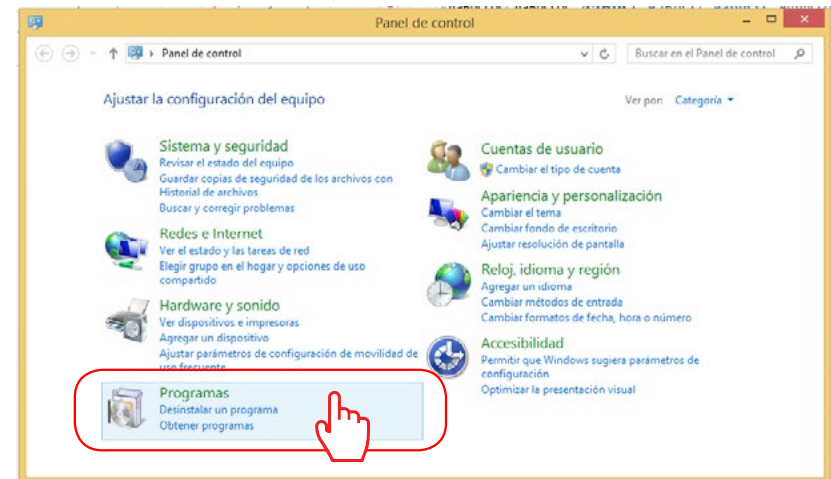 Panel de control
Panel de control
Buscar en el Panel de control
Ajustar la configuración del equipo
Ver por: Categoría
Sistema y seguridad
Revisar el estado del equipo
Guardar copias de seguridad de los archivos con
Historial de archivos
Buscar y corregir problemas
Redes e Internet
Ver el estado y las tareas de red
Elegir grupo en el hogar y opciones de uso
compartido
Hardware y sonido
Ver dispositivos e impresoras
Agregar un dispositivo
Ajustar parámetros de configuración de movilidad de
uso frecuente
Programas
Desinstalar un programa
Obtener programas
Cuentas de usuario
Cambiar el tipo de cuenta
Apariencia y personalización
Cambiar el tema
Cambiar fondo de escritorio
Ajustar resolución de pantalla
Reloj, idioma y región
Agregar un idioma
Cambiar métodos de entrada
Cambiar formatos de fecha, hora o número
Accesibilidad
Permitir que Windows sugiera parámetros de
configuración
Optimizar la presentación visual